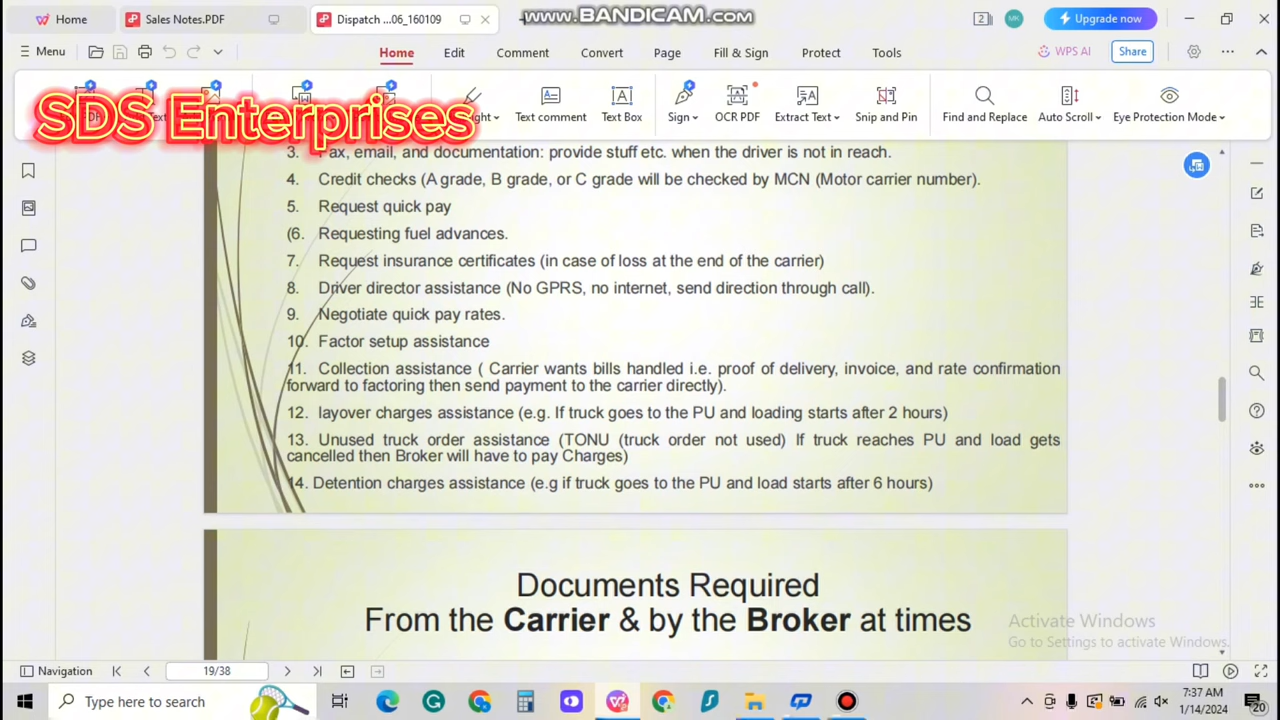 Home
Sales Notes.PDF
Dispatch ...06_160109
www.BANDICAM.com
2
MK
Upgrade now
Menu
Home
Edit
Comment
Convert
Page
Fill & Sign
Protect
Tools
WPS AI
Share
SDS Enterprises
Text comment
Text Box
Sign
OCR PDF
Extract Text
Snip and Pin
Find and Replace
Auto Scroll
Eye Protection Mode
3. Fax, email, and documentation: provide stuff etc. when the driver is not in reach.
4. Credit checks (A grade, B grade, or C grade will be checked by MCN (Motor carrier number).
5. Request quick pay
(6. Requesting fuel advances.
7. Request insurance certificates (in case of loss at the end of the carrier)
8. Driver director assistance (No GPRS, no internet, send direction through call).
9. Negotiate quick pay rates.
10. Factor setup assistance
11. Collection assistance ( Carrier wants bills handled i.e. proof of delivery, invoice, and rate confirmation
forward to factoring then send payment to the carrier directly).
12. layover charges assistance (e.g. If truck goes to the PU and loading starts after 2 hours)
13. Unused truck order assistance (TONU (truck order not used) If truck reaches PU and load gets
cancelled then Broker will have to pay Charges)
14. Detention charges assistance (e.g if truck goes to the PU and load starts after 6 hours)
Documents Required
From the Carrier & by the Broker at times
Activate Windows
Go to Settings to activate Windows.
Navigation
19/38
Type here to search
7:37 AM
1/14/2024
20